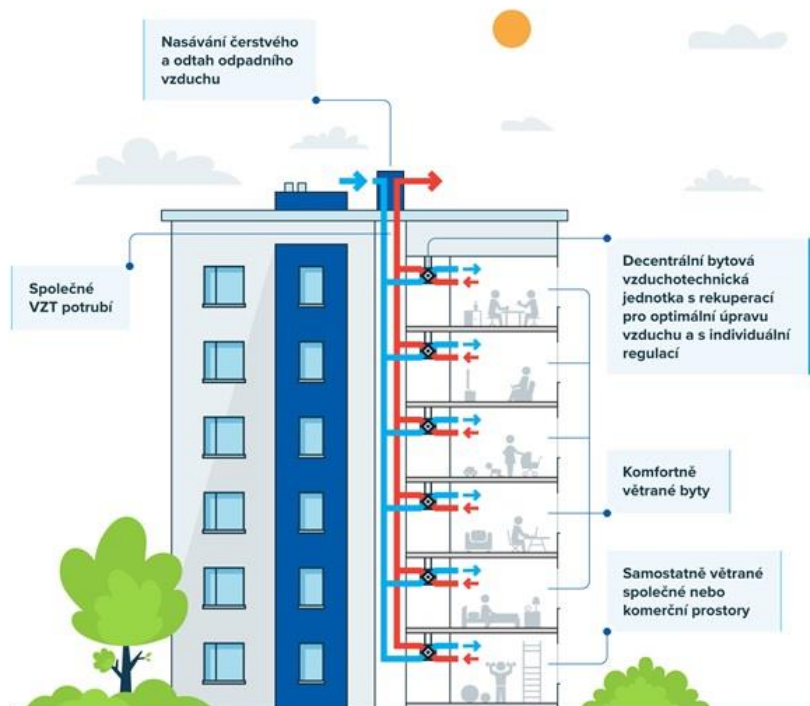 Nasávání čerstvého
a odtah odpadního
vzduchu
Společné
VZT potrubí
Decentrální bytová
vzduchotechnická
jednotka s rekuperací
pro optimální úpravu
vzduchu a s individuální
regulací
Komfortně
větrané byty
Samostatně větrané
společné nebo
komerční prostory